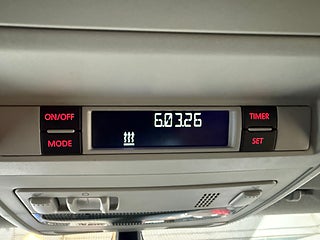 ON/OFF
6.03.26
TIMER
MODE
SET